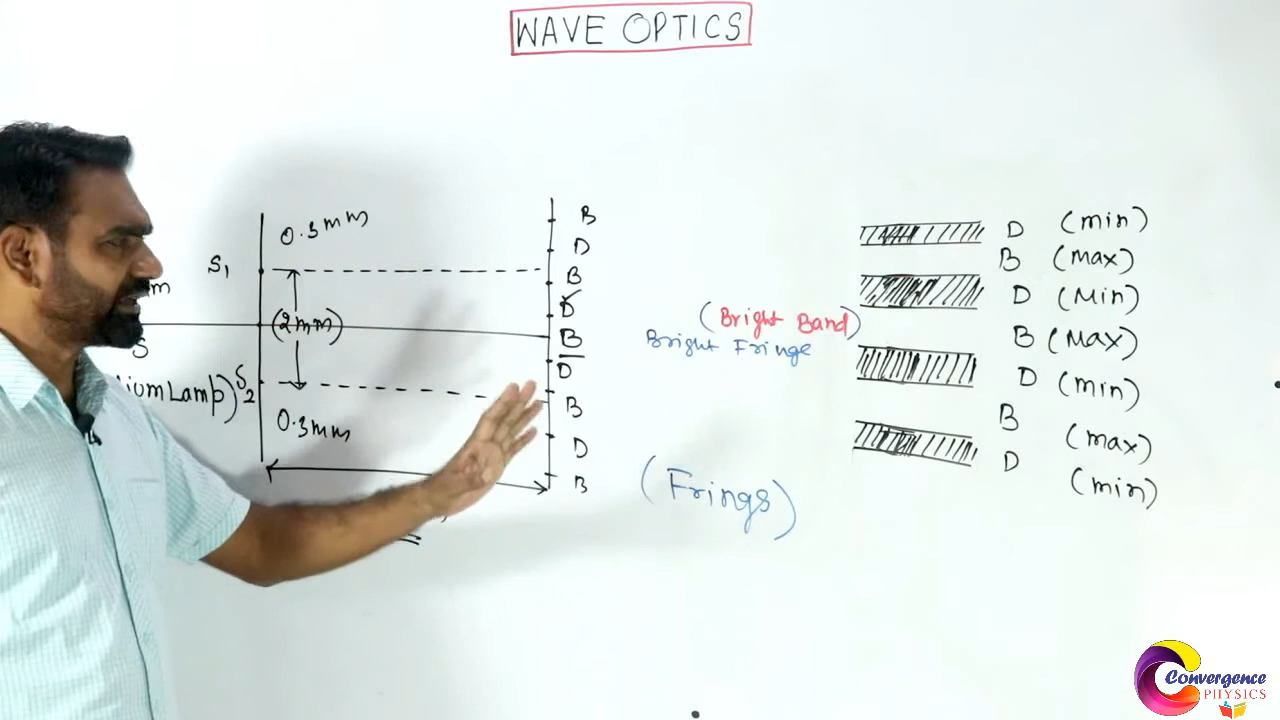 WAVE OPTICS
0.3mm
S1
m
(2mm)
S
iumLamp)
S2
0.3mm
B
D
B
D
B
D
B
D
B
(Bright Band)
Bright Fringe
(Frings)
D (min)
B (Max)
D (Min)
B (Max)
D (min)
B (max)
D (min)
Convergence
PHYSICS